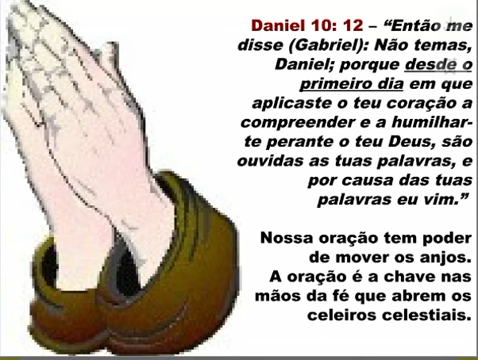 Daniel 10: 12 – “Então me
disse (Gabriel): Não temas,
Daniel; porque desde o
primeiro dia em que
aplicaste o teu coração a
compreender e a humilhar-
te perante o teu Deus, são
ouvidas as tuas palavras, e
por causa das tuas
palavras eu vim.”
Nossa oração tem poder
de mover os anjos.
A oração é a chave nas
mãos da fé que abrem os
celeiros celestiais.